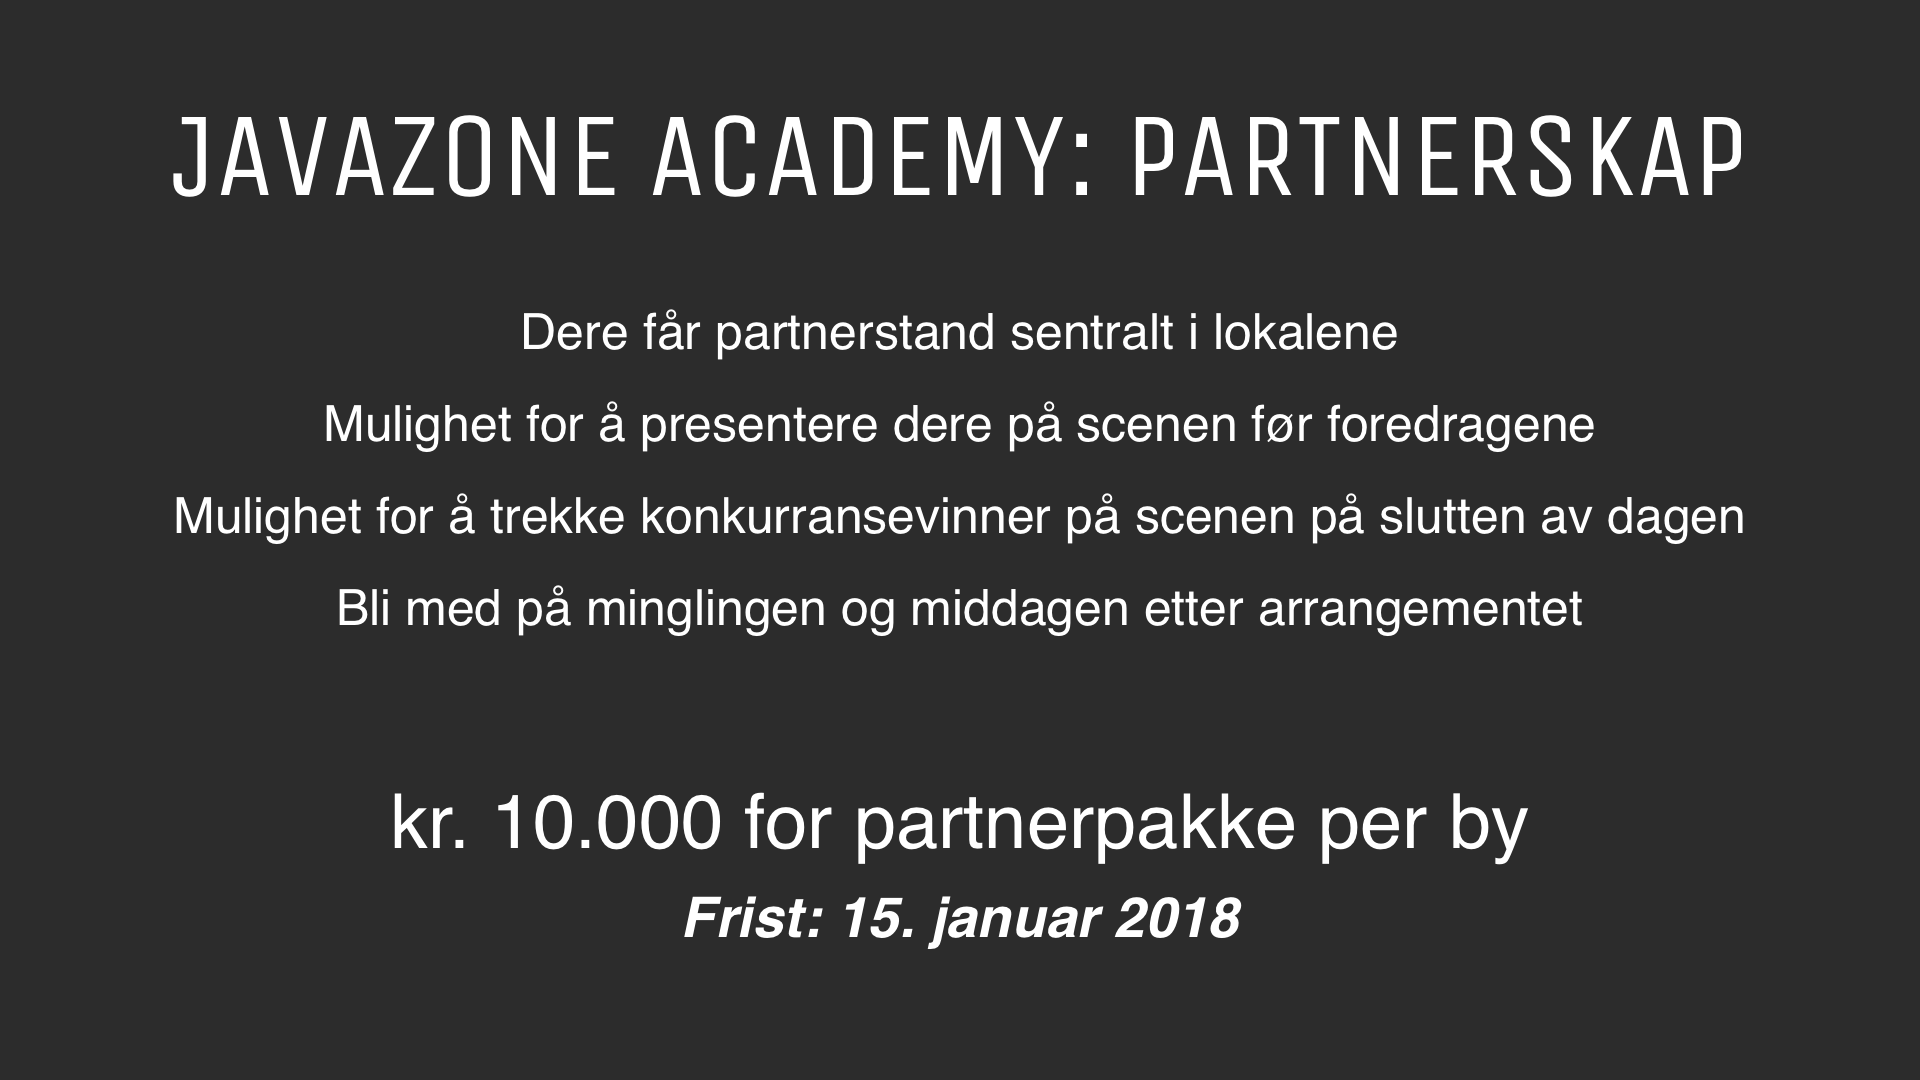 JAVAZONE ACADEMY: PARTNERSKAP
Dere får partnerstand sentralt i lokalene
Mulighet for å presentere dere på scenen før foredragene
Mulighet for å trekke konkurransevinner på scenen på slutten av dagen
Bli med på minglingen og middagen etter arrangementet
kr. 10.000 for partnerpakke per by
Frist: 15. januar 2018